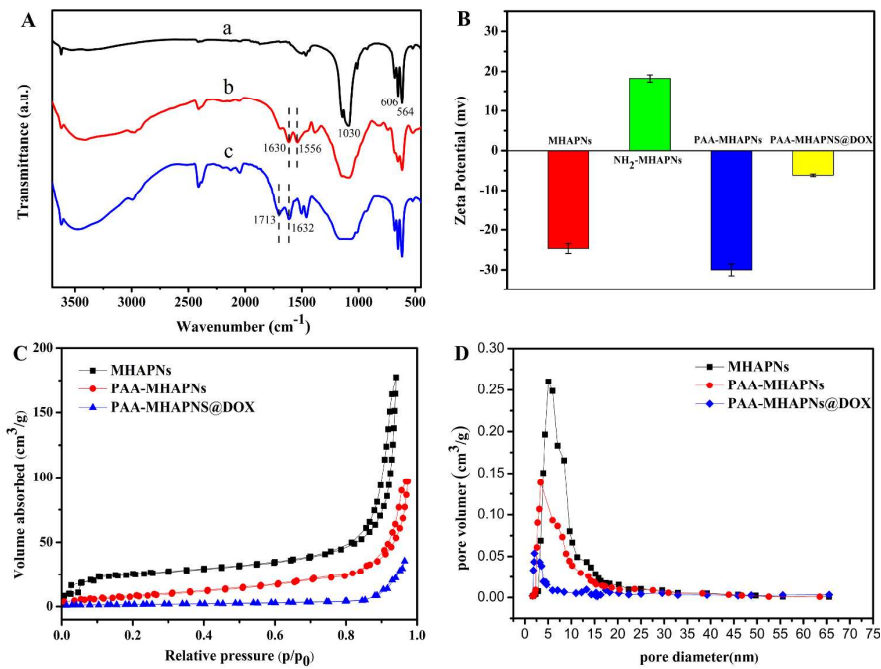 A
a
b
c
606
564
1030
1630
1556
1713
1632
Transmittance (a.u.)
3500 3000 2500 2000 1500 1000 500
Wavenumber (cm-1)
B
30
20
10
0
-10
-20
-30
Zeta Potential (mv)
MHAPNs
NH2-MHAPNs
PAA-MHAPNs
PAA-MHAPNS@DOX
C
200
150
100
50
0
Volume absorbed (cm3/g)
MHAPNs
PAA-MHAPNs
PAA-MHAPNS@DOX
0.0 0.2 0.4 0.6 0.8 1.0
Relative pressure (p/p0)
D
0.30
0.25
0.20
0.15
0.10
0.05
0.00
pore volumer (cm3/g)
MHAPNs
PAA-MHAPNs
PAA-MHAPNs@DOX
0 5 10 15 20 25 30 35 40 45 50 55 60 65 70 75
pore diameter(nm)